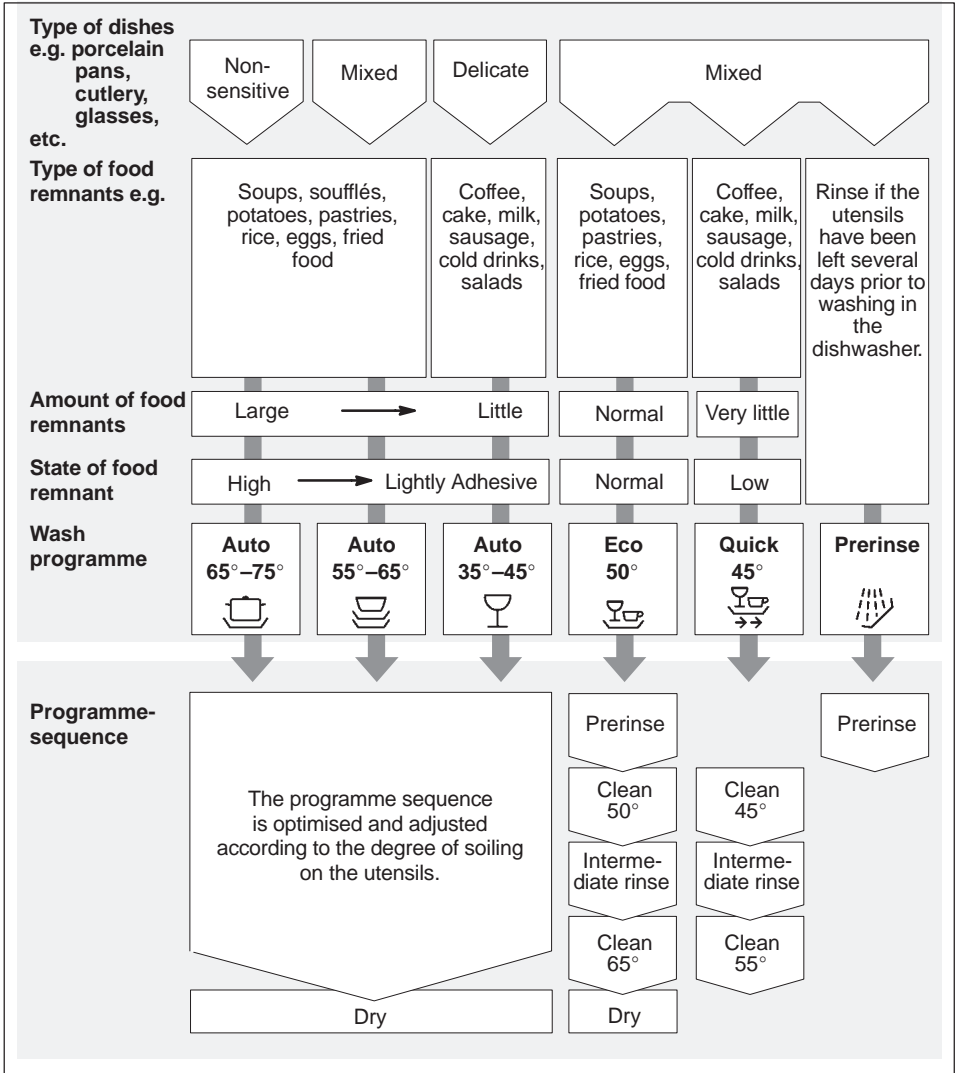 Type of dishes
e.g. porcelain
pans,
cutlery,
glasses,
etc.
Non-
sensitive
Mixed
Delicate
Mixed
Type of food
remnants e.g.
Soups, soufflés,
potatoes, pastries,
rice, eggs, fried
food
Coffee,
cake, milk,
sausage,
cold drinks,
salads
Soups,
potatoes,
pastries,
rice, eggs,
fried food
Coffee,
cake, milk,
sausage,
cold drinks,
salads
Rinse if the
utensils
have been
left several
days prior to
washing in
the
dishwasher.
Amount of food
remnants
Large → Little
Normal
Very little
State of food
remnant
High → Lightly Adhesive
Normal
Low
Wash
programme
Auto
65°–75°
Auto
55°–65°
Auto
35°–45°
Eco
50°
Quick
45°
Prerinse
Programme-
sequence
The programme sequence
is optimised and adjusted
according to the degree of soiling
on the utensils.
Dry
Prerinse
Clean
50°
Interme-
diate rinse
Clean
65°
Dry
Clean
45°
Interme-
diate rinse
Clean
55°
Prerinse